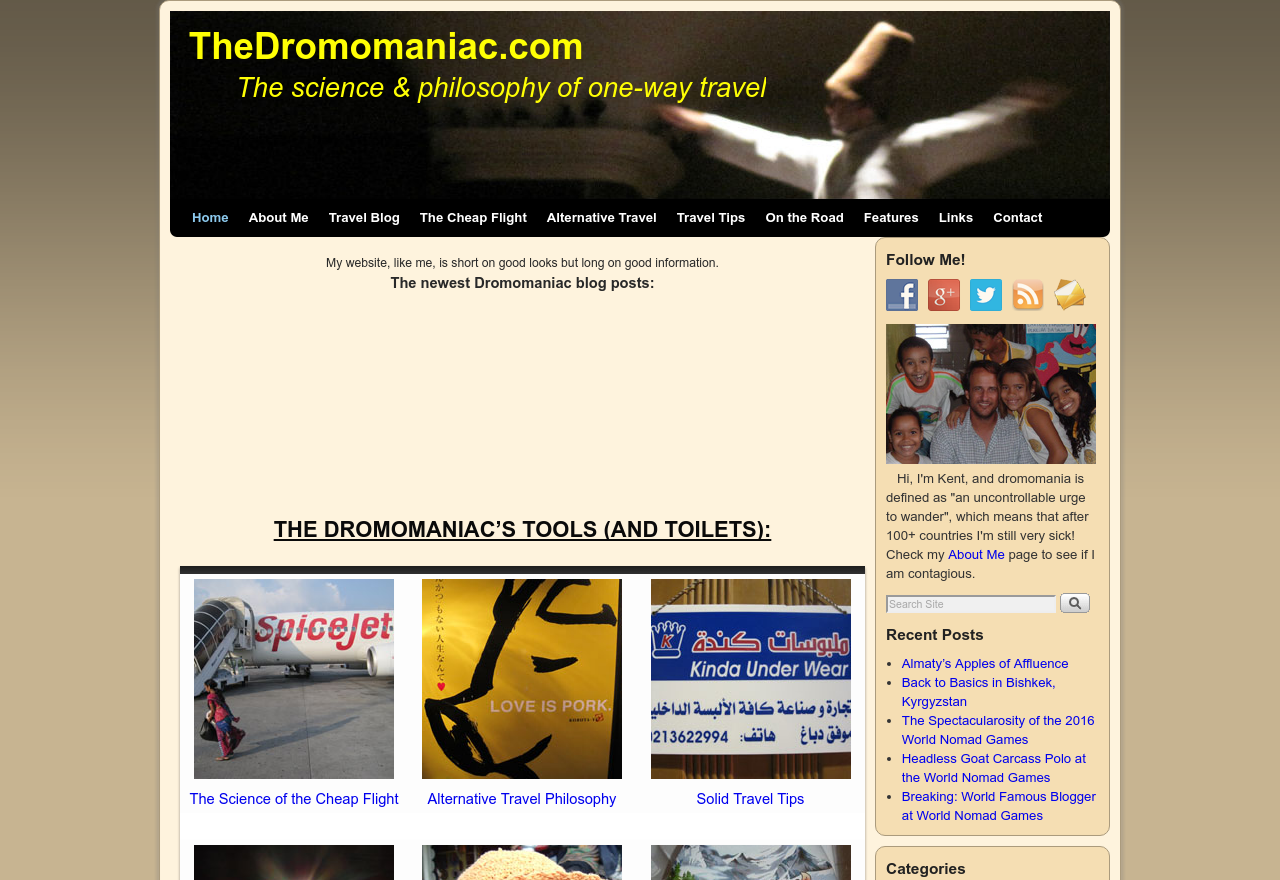 TheDromomaniac.com
The science & philosophy of one-way travel
Home About Me Travel Blog The Cheap Flight Alternative Travel Travel Tips On the Road Features Links Contact
My website, like me, is short on good looks but long on good information.
The newest Dromomaniac blog posts:
THE DROMOMANIAC’S TOOLS (AND TOILETS):
SpiceJet
LOVE IS PORK.
ملبوسات كندة
K
Kinda Under Wear
تجارة و صناعة كافة الألبسة الداخلية
موفق دباغ هاتف: 0213622994
The Science of the Cheap Flight
Alternative Travel Philosophy
Solid Travel Tips
Follow Me!
Hi, I'm Kent, and dromomania is
defined as "an uncontrollable urge
to wander", which means that after
100+ countries I'm still very sick!
Check my About Me page to see if I
am contagious.
Search Site
Recent Posts
Almaty’s Apples of Affluence
Back to Basics in Bishkek,
Kyrgyzstan
The Spectacularosity of the 2016
World Nomad Games
Headless Goat Carcass Polo at
the World Nomad Games
Breaking: World Famous Blogger
at World Nomad Games
Categories